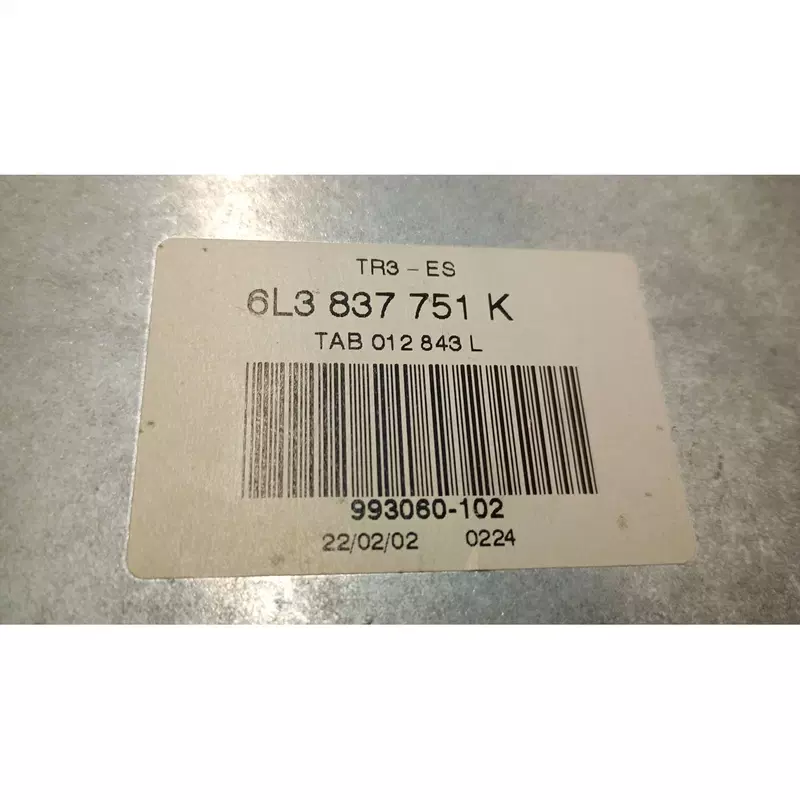 TR3 - ES
6L3 837 751 K
TAB 012 843 L
993060-102
22/02/02 0224